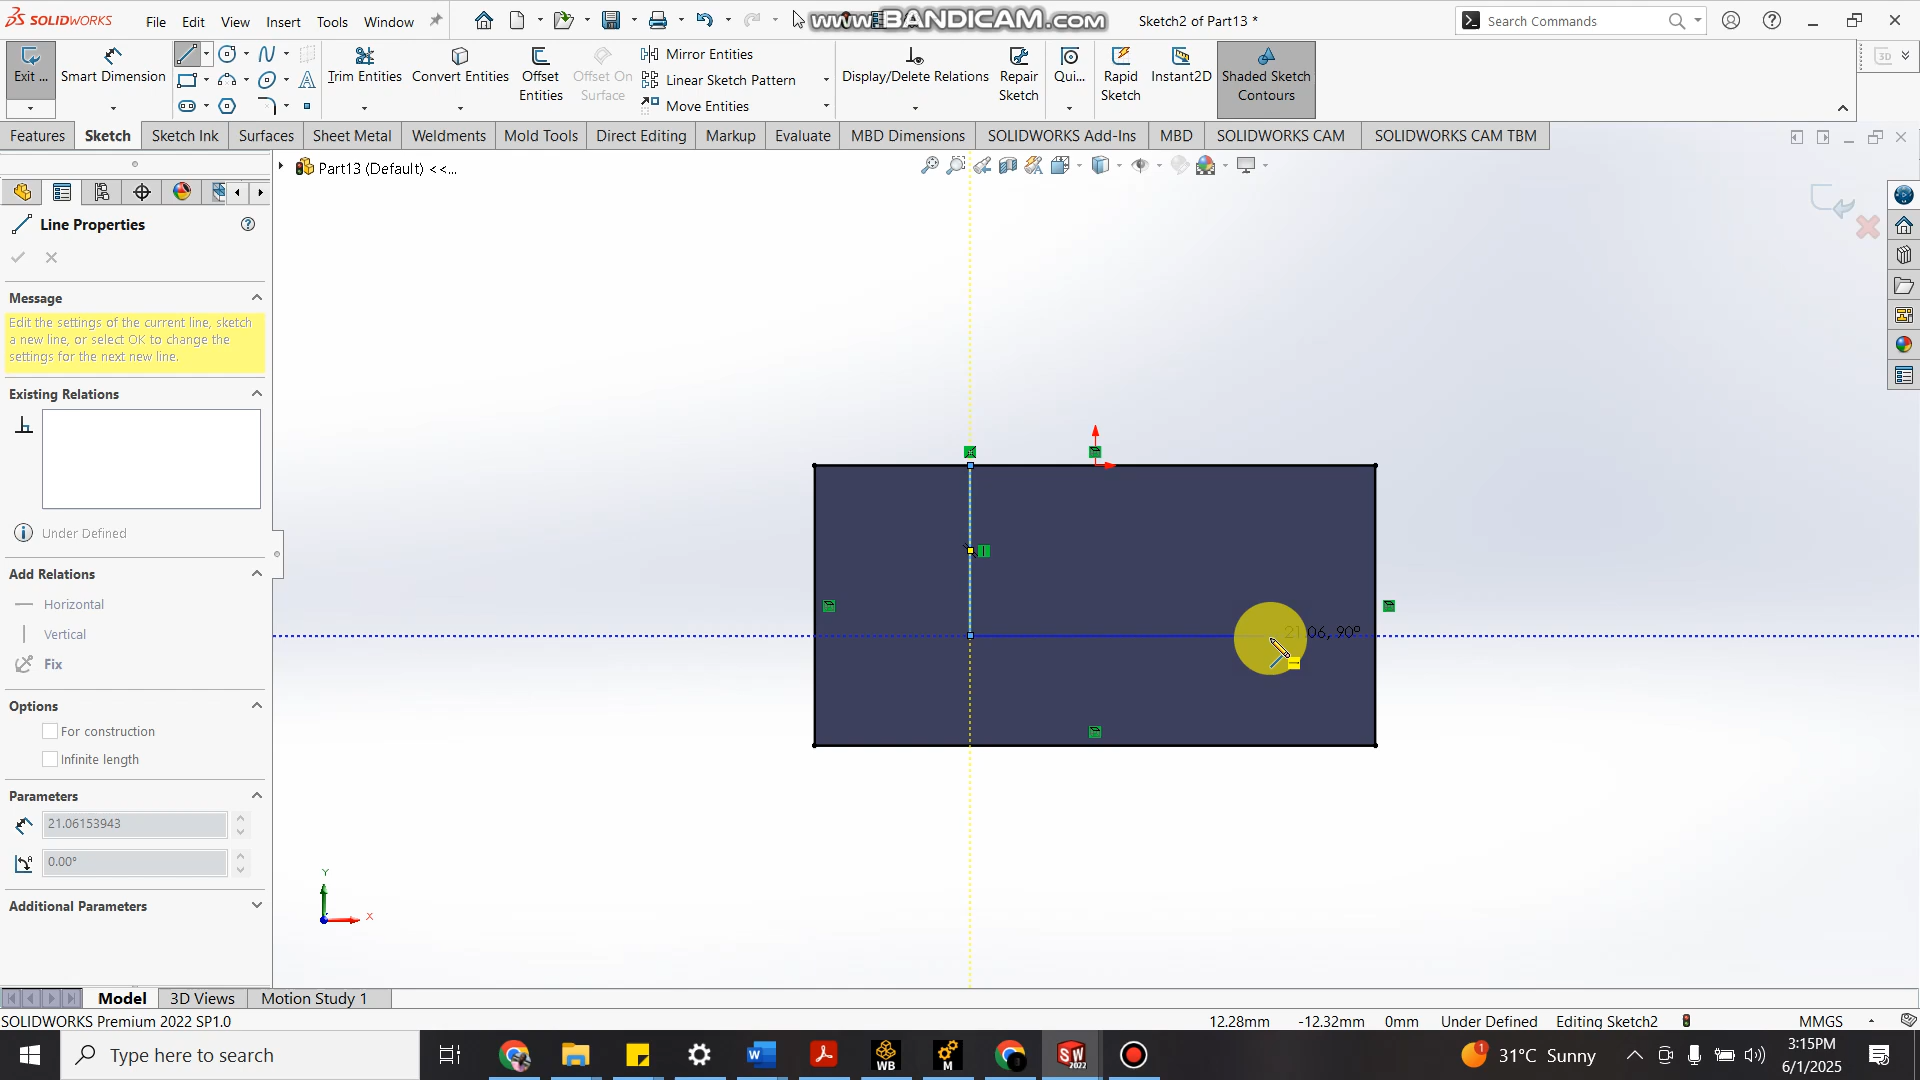 SOLIDWORKS File Edit View Insert Tools Window
www.BANDICAM.com
Sketch2 of Part13 *
Search Commands
Exit ...
Smart Dimension
Trim Entities
Convert Entities
Offset Entities
Offset On Surface
Mirror Entities
Linear Sketch Pattern
Move Entities
Display/Delete Relations
Repair Sketch
Qui...
Rapid Sketch
Instant2D
Shaded Sketch Contours
3D
Features Sketch Sketch Ink Surfaces Sheet Metal Weldments Mold Tools Direct Editing Markup Evaluate MBD Dimensions SOLIDWORKS Add-Ins MBD SOLIDWORKS CAM SOLIDWORKS CAM TBM
Part13 (Default) <<...
Line Properties
Message
Edit the settings of the current line, sketch
a new line, or select OK to change the
settings for the next new line.
Existing Relations
Under Defined
Add Relations
Horizontal
Vertical
Fix
Options
For construction
Infinite length
Parameters
21.06153943
0.00°
Additional Parameters
21.06, 90°
Y
X
Model 3D Views Motion Study 1
SOLIDWORKS Premium 2022 SP1.0
12.28mm -12.32mm 0mm Under Defined Editing Sketch2 MMGS
Type here to search
WB
M
SW
2022
1
31°C Sunny
3:15PM
6/1/2025